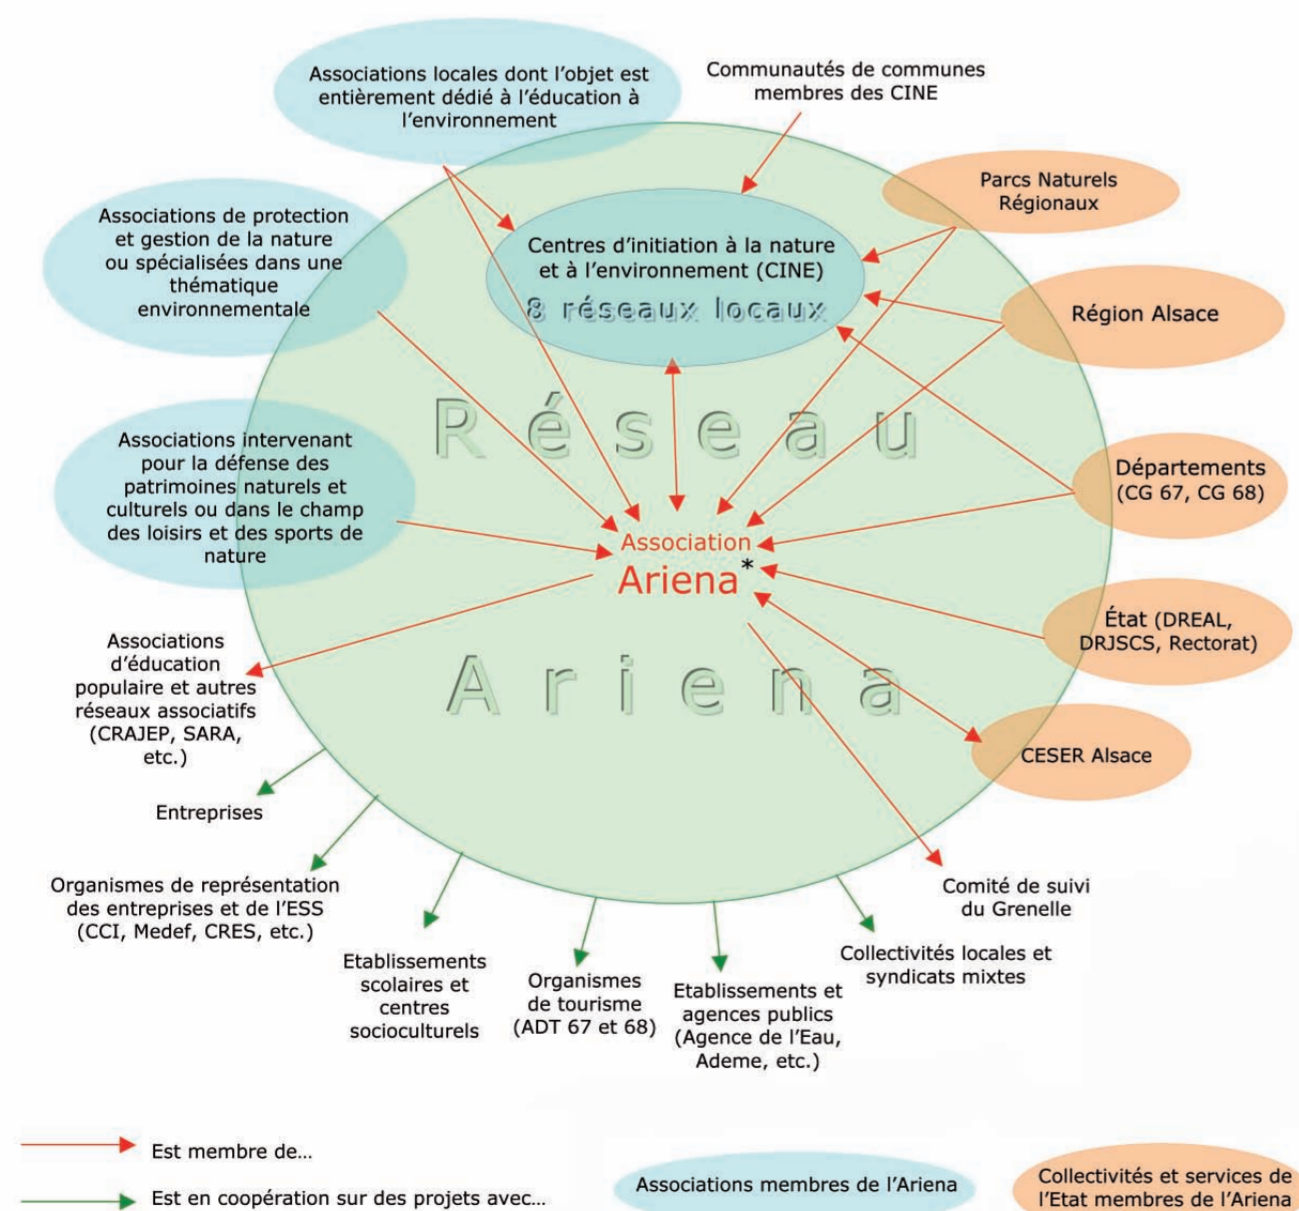 Associations locales dont l'objet est
entièrement dédié à l'éducation à
l'environnement
Communautés de communes
membres des CINE
Parcs Naturels
Régionaux
Associations de protection
et gestion de la nature
ou spécialisées dans une
thématique
environnementale
Centres d'initiation à la nature
et à l'environnement (CINE)
8 réseaux locaux
Région Alsace
Réseau
Associations intervenant
pour la défense des
patrimoines naturels et
culturels ou dans le champ
des loisirs et des sports de
nature
Départements
(CG 67, CG 68)
Association
Ariena*
État (DREAL,
DRJSCS, Rectorat)
Ariena
Associations
d'éducation
populaire et autres
réseaux associatifs
(CRAJEP, SARA,
etc.)
CESER Alsace
Entreprises
Organismes de représentation
des entreprises et de l'ESS
(CCI, Medef, CRES, etc.)
Etablissements
scolaires et
centres
socioculturels
Organismes
de tourisme
(ADT 67 et 68)
Etablissements et
agences publics
(Agence de l'Eau,
Ademe, etc.)
Collectivités locales et
syndicats mixtes
Comité de suivi
du Grenelle
Est membre de...
Est en coopération sur des projets avec...
Associations membres de l'Ariena
Collectivités et services de
l'Etat membres de l'Ariena